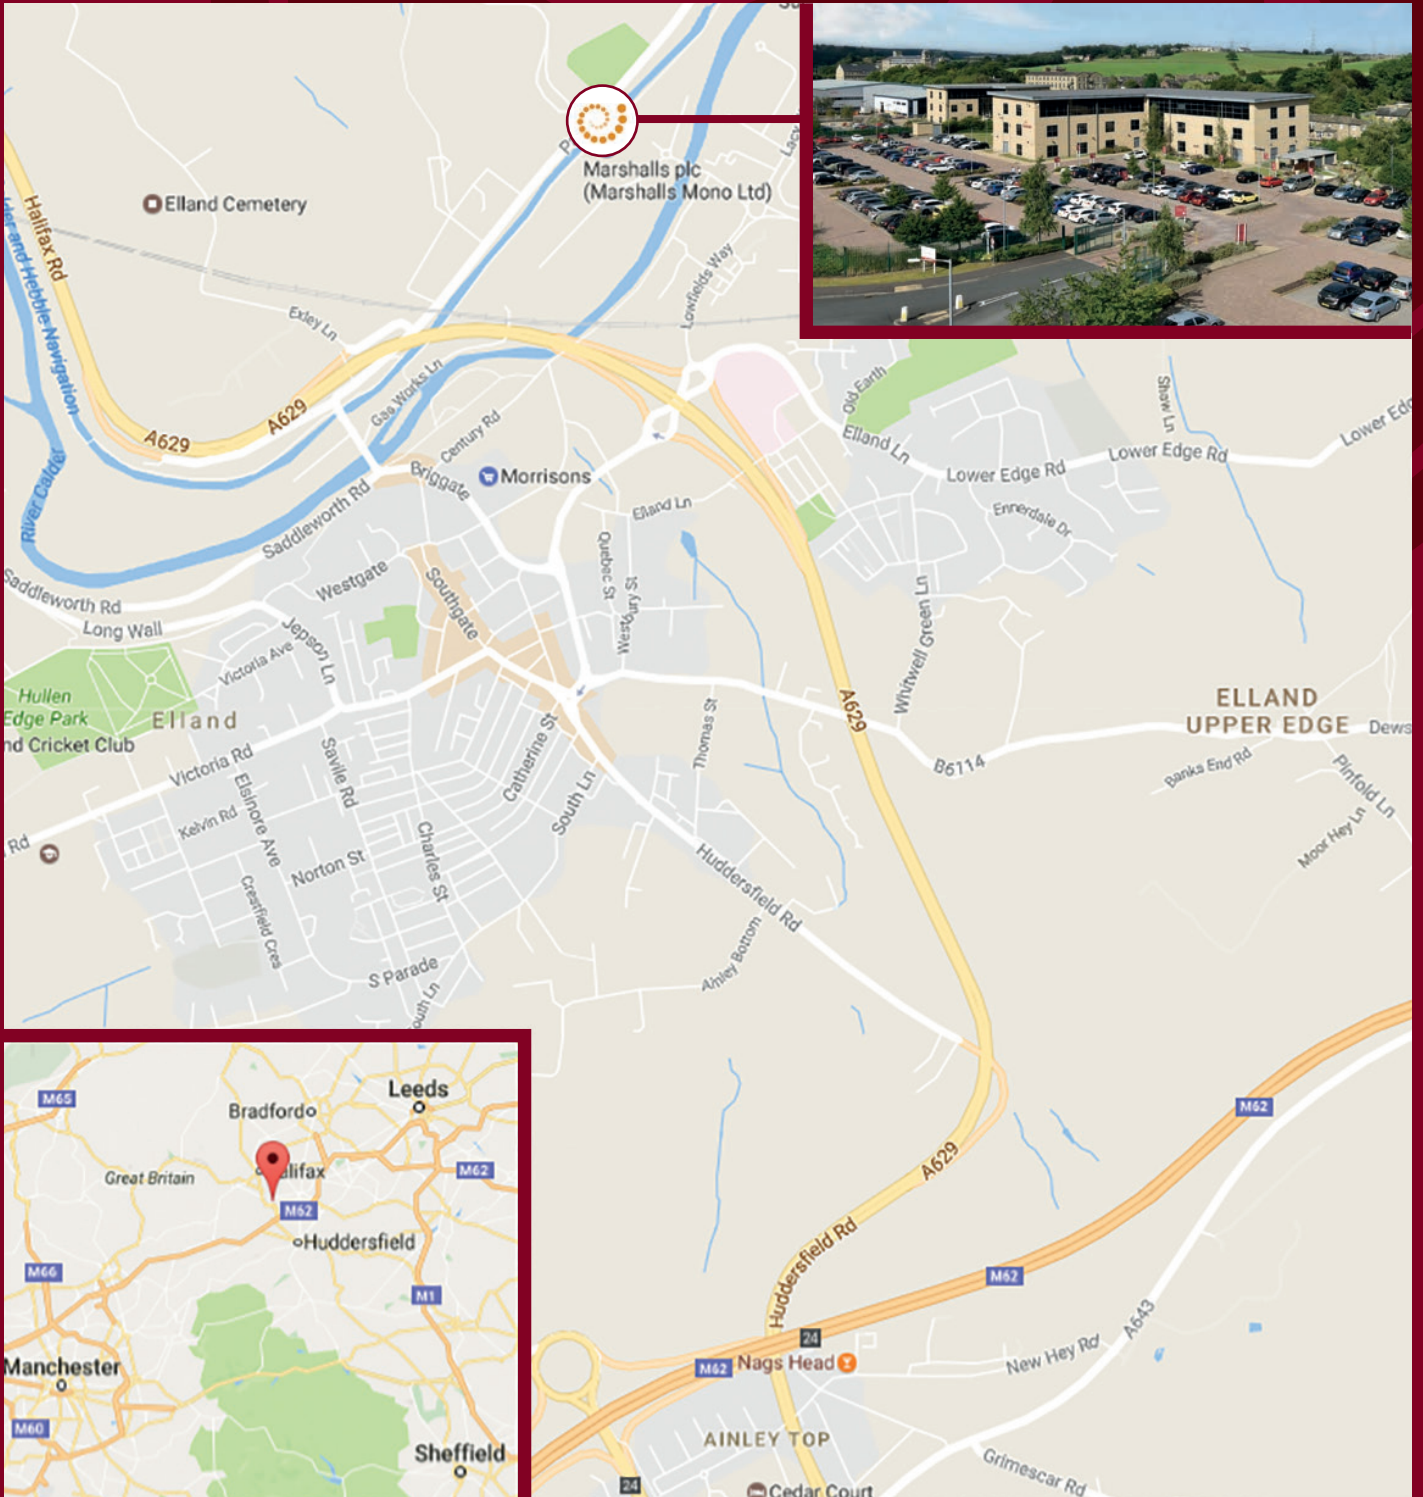 Marshalls plc
(Marshalls Mono Ltd)
Elland Cemetery
Halifax Rd
Hebble Navigation
Lowfields Way
Exley Ln
Gas Works Ln
Old Earth
Shaw Ln
A629
A629
Century Rd
Elland Ln
Lower Edge Rd
Lower Edge Rd
Briggate
Morrisons
River Calder
Saddleworth Rd
Elland Ln
Ennerdale Dr
Quebec St
Westgate
Southgate
Saddleworth Rd
Long Wall
Jepson Ln
Victoria Ave
Whitwell Green Ln
Hullen
Edge Park
nd Cricket Club
Elland
A629
ELLAND
UPPER EDGE
Dews
Thomas St
Catherine St
Victoria Rd
Savile Rd
South Ln
B6114
Banks End Rd
Pinfold Ln
Moor Hey Ln
Kelvin Rd
Elsinore Ave
Rd
Norton St
Charles St
Crestfield Cres
Huddersfield Rd
Ainley Bottom
S Parade
outh Ln
M62
A629
Huddersfield Rd
M62
A643
24
M62
Nags Head
New Hey Rd
AINLEY TOP
Grimescar Rd
24
Cedar Court
M65
Leeds
Bradford
Great Britain
alifax
M62
M62
Huddersfield
M66
M1
Manchester
M60
Sheffield